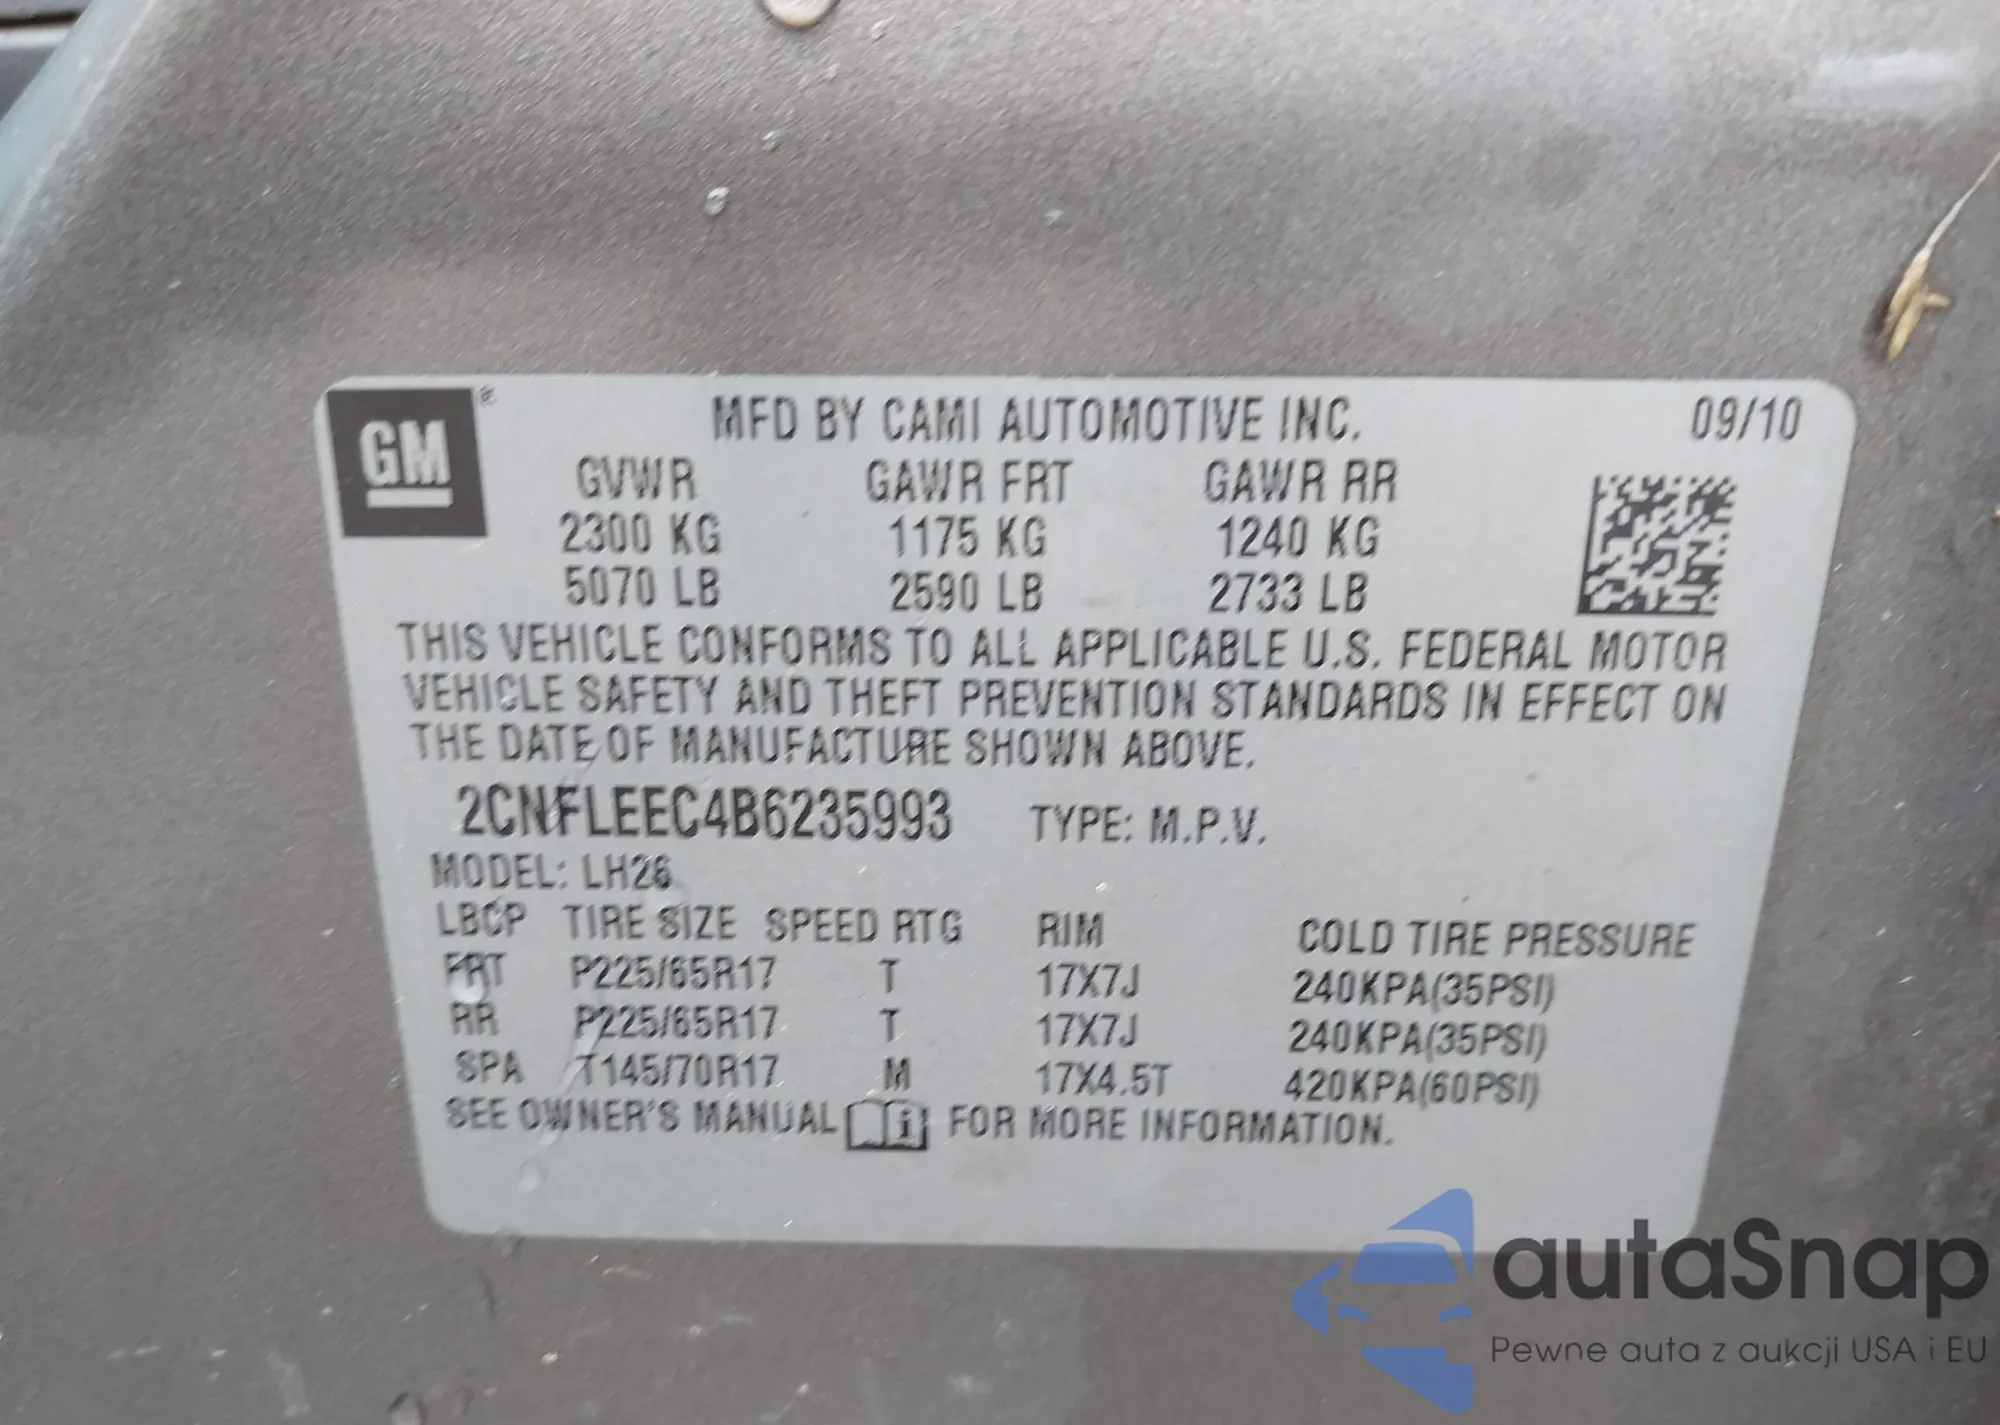 GM ®
MFD BY CAMI AUTOMOTIVE INC. 09/10
GVWR GAWR FRT GAWR RR
2300 KG 1175 KG 1240 KG
5070 LB 2590 LB 2733 LB
THIS VEHICLE CONFORMS TO ALL APPLICABLE U.S. FEDERAL MOTOR
VEHICLE SAFETY AND THEFT PREVENTION STANDARDS IN EFFECT ON
THE DATE OF MANUFACTURE SHOWN ABOVE.
2CNFLEEC4B6235993 TYPE: M.P.V.
MODEL: LH26
LBCP TIRE SIZE SPEED RTG RIM COLD TIRE PRESSURE
FRT P225/65R17 T 17X7J 240KPA(35PSI)
RR P225/65R17 T 17X7J 240KPA(35PSI)
SPA T145/70R17 M 17X4.5T 420KPA(60PSI)
SEE OWNER'S MANUAL i FOR MORE INFORMATION.
autaSnap
Pewne auta z aukcji USA i EU